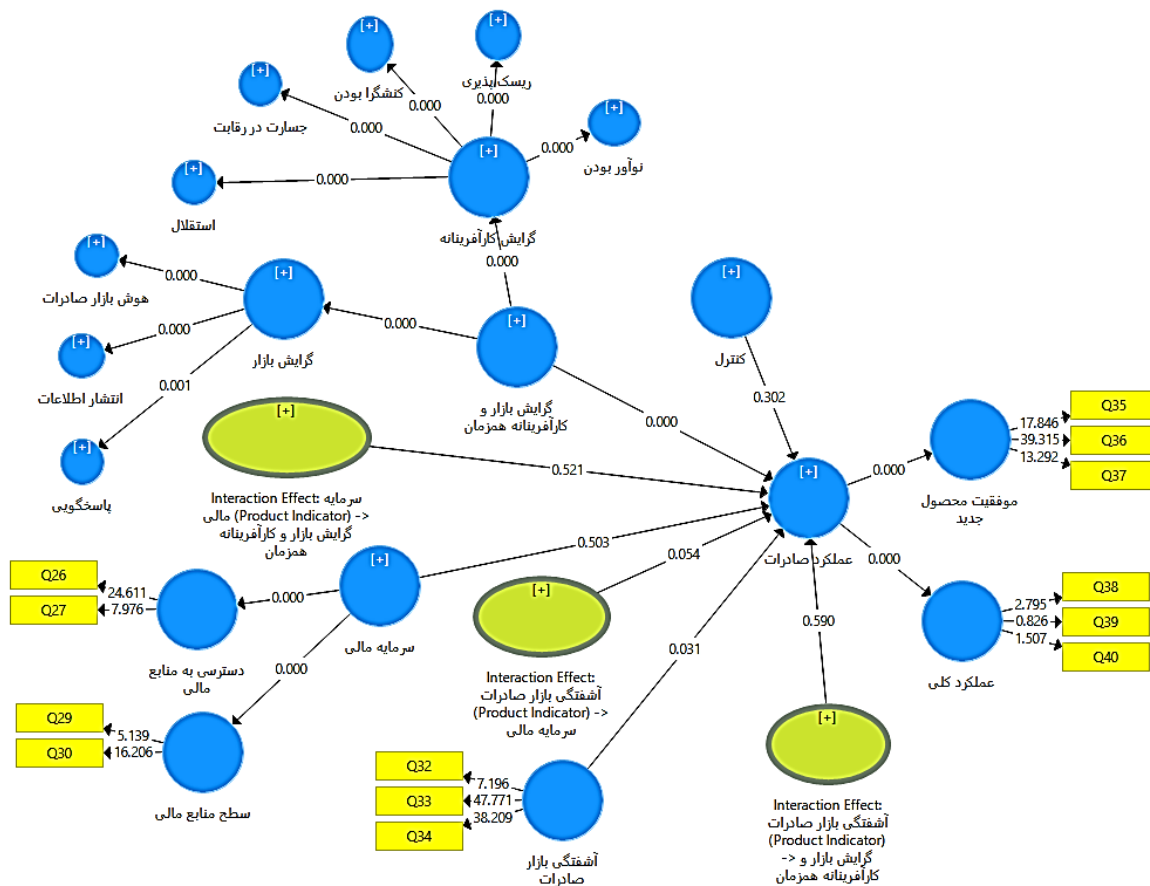 [+]
ریسک پذیری
[+]
کنشگرا بودن
[+]
جسارت در رقابت
[+]
نوآور بودن
0.000
0.000
0.000
0.000
[+]
استقلال
0.000
[+]
گرایش کارآفرینانه
[+]
هوش بازار صادرات
0.000
[+]
گرایش بازار
0.000
[+]
انتشار اطلاعات
0.000
0.001
[+]
پاسخگویی
0.000
[+]
گرایش بازار و
کارآفرینانه همزمان
[+]
کنترل
0.302
0.000
[+]
Interaction Effect: سرمایه
مالی (Product Indicator) ->
گرایش بازار و کارآفرینانه
همزمان
0.521
[+]
عملکرد صادرات
0.000
موفقیت محصول
جدید
17.846
39.315
13.292
Q35
Q36
Q37
0.000
عملکرد کلی
2.795
0.826
1.507
Q38
Q39
Q40
Q26
Q27
24.611
7.976
دسترسی به منابع
مالی
0.000
[+]
سرمایه مالی
0.503
0.000
Q29
Q30
5.139
16.206
سطح منابع مالی
[+]
Interaction Effect:
آشفتگی بازار صادرات
(Product Indicator) ->
سرمایه مالی
0.054
0.031
Q32
Q33
Q34
7.196
47.771
38.209
آشفتگی بازار
صادرات
0.590
[+]
Interaction Effect:
آشفتگی بازار صادرات
(Product Indicator)
گرایش بازار و <-
کارآفرینانه همزمان